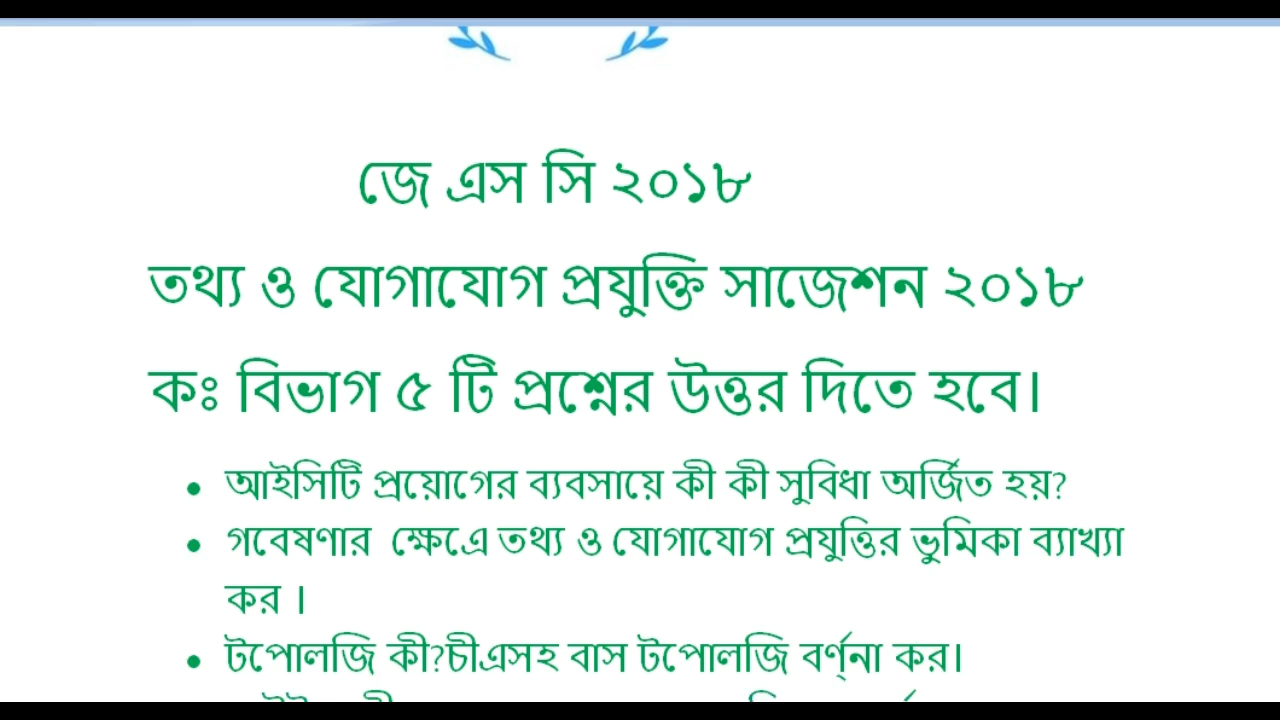 জে এস সি ২০১৮
তথ্য ও যোগাযোগ প্রযুক্তি সাজেশন ২০১৮
কঃ বিভাগ ৫ টি প্রশ্নের উত্তর দিতে হবে।
• আইসিটি প্রয়োগের ব্যবসায়ে কী কী সুবিধা অর্জিত হয়?
• গবেষণার ক্ষেএে তথ্য ও যোগাযোগ প্রযুত্তির ভুমিকা ব্যাখ্যা
কর ।
• টপোলজি কী?চীএসহ বাস টপোলজি বর্ণ্না কর।